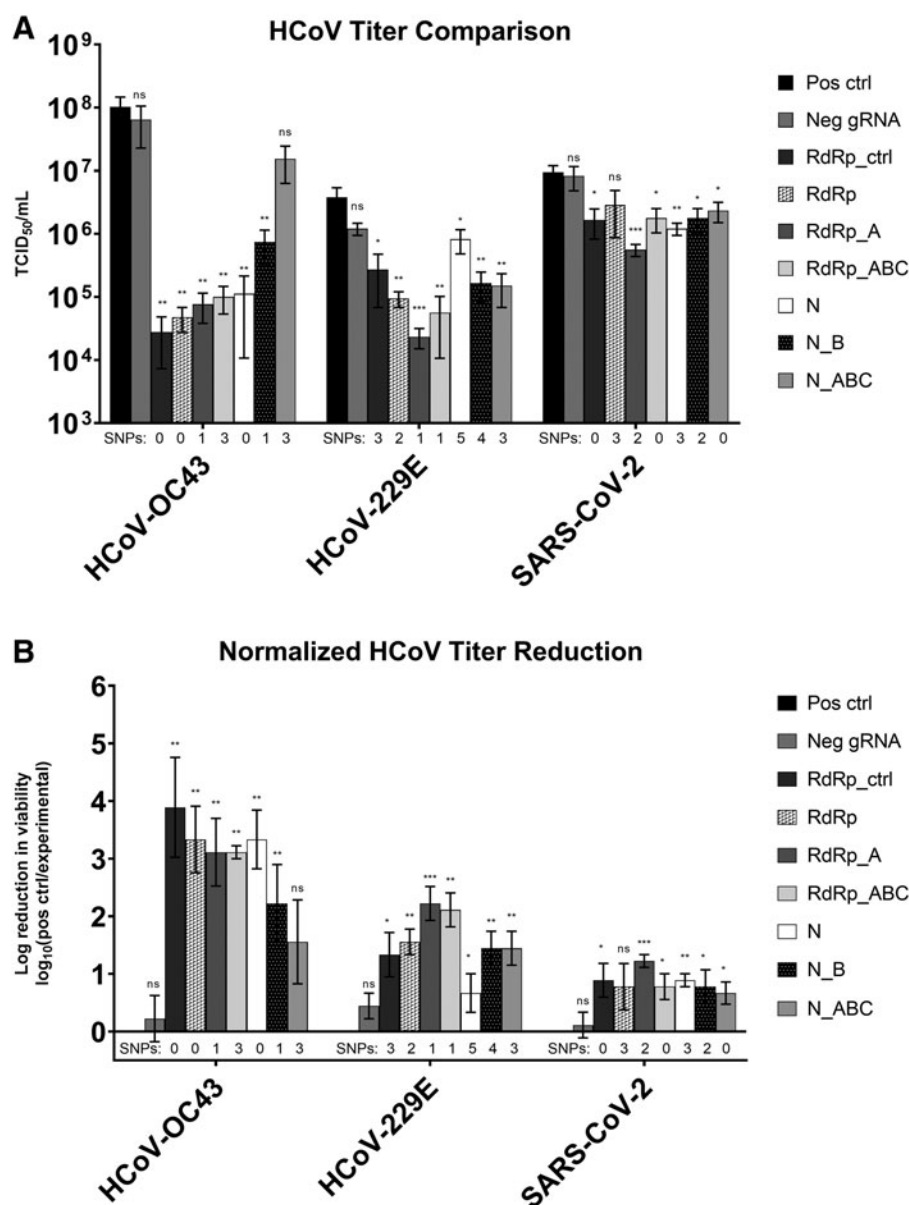 A
HCoV Titer Comparison
10⁹
10⁸
10⁷
10⁶
10⁵
10⁴
10³
TCID₅₀/mL
ns
** ** ** ** ** ** ns
ns
* ** *** ** * ** **
ns
* ns *** * ** * *
SNPs: 0 0 1 3 0 1 3
SNPs: 3 2 1 1 5 4 3
SNPs: 0 3 2 0 3 2 0
HCoV-OC43
HCoV-229E
SARS-CoV-2
Pos ctrl
Neg gRNA
RdRp_ctrl
RdRp
RdRp_A
RdRp_ABC
N
N_B
N_ABC
B
Normalized HCoV Titer Reduction
6
5
4
3
2
1
0
Log reduction in viability
log₁₀(pos ctrl/experimental)
ns ** ** ** ** ** ** ns
ns * ** *** ** * ** **
ns * ns *** * ** * *
SNPs: 0 0 1 3 0 1 3
SNPs: 3 2 1 1 5 4 3
SNPs: 0 3 2 0 3 2 0
HCoV-OC43
HCoV-229E
SARS-CoV-2
Pos ctrl
Neg gRNA
RdRp_ctrl
RdRp
RdRp_A
RdRp_ABC
N
N_B
N_ABC